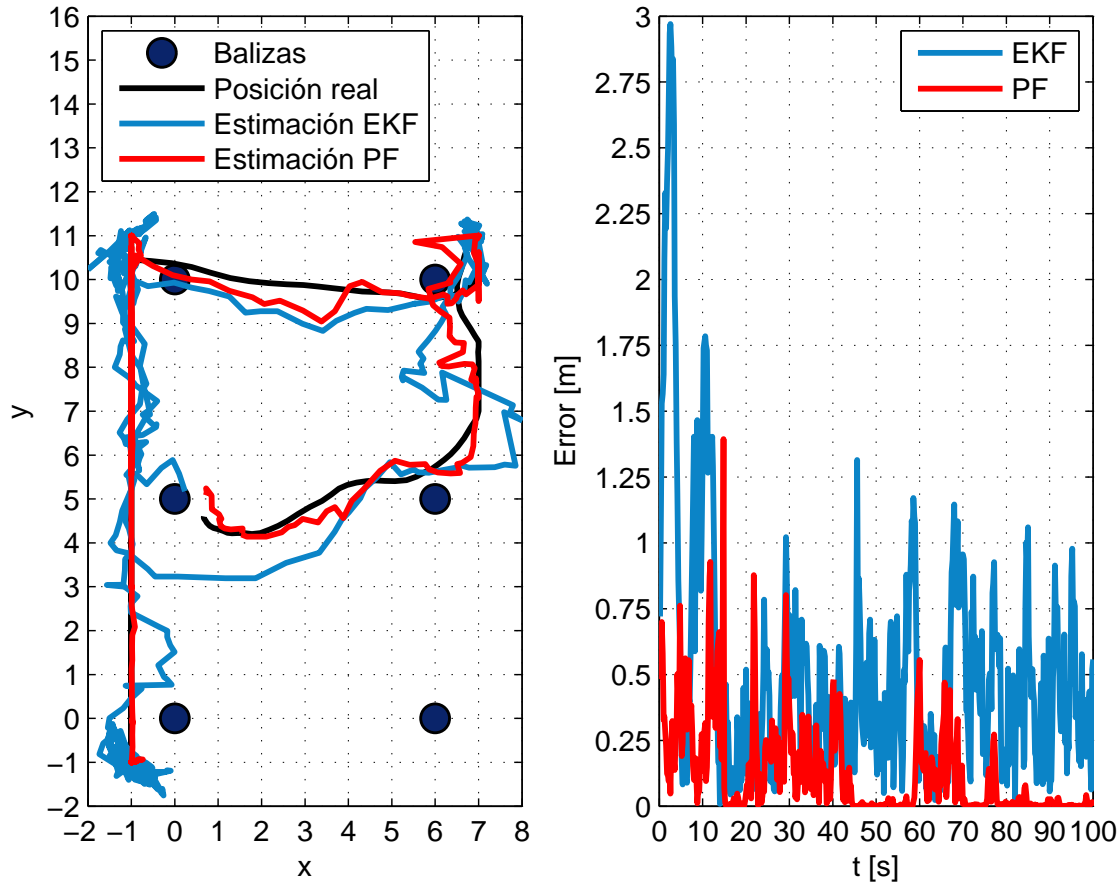 16
15
14
13
12
11
10
9
8
7
6
5
4
3
2
1
0
−1
−2
y
Balizas
Posición real
Estimación EKF
Estimación PF
−2 −1 0 1 2 3 4 5 6 7 8
x
3
2.75
2.5
2.25
2
1.75
1.5
1.25
1
0.75
0.5
0.25
0
Error [m]
EKF
PF
0 10 20 30 40 50 60 70 80 90 100
t [s]